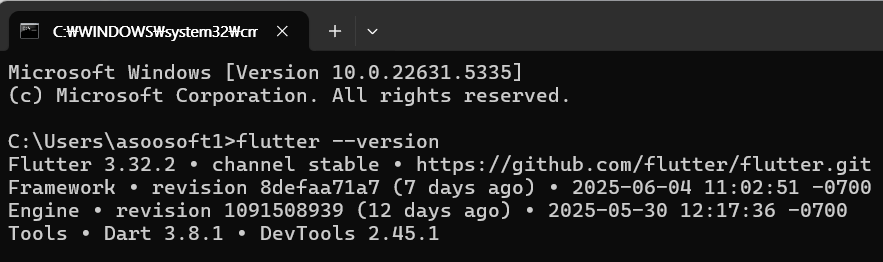 C:₩WINDOWS₩system32₩cm
Microsoft Windows [Version 10.0.22631.5335]
(c) Microsoft Corporation. All rights reserved.
C:\Users\asoosoft1>flutter --version
Flutter 3.32.2 • channel stable • https://github.com/flutter/flutter.git
Framework • revision 8defaa71a7 (7 days ago) • 2025-06-04 11:02:51 -0700
Engine • revision 1091508939 (12 days ago) • 2025-05-30 12:17:36 -0700
Tools • Dart 3.8.1 • DevTools 2.45.1